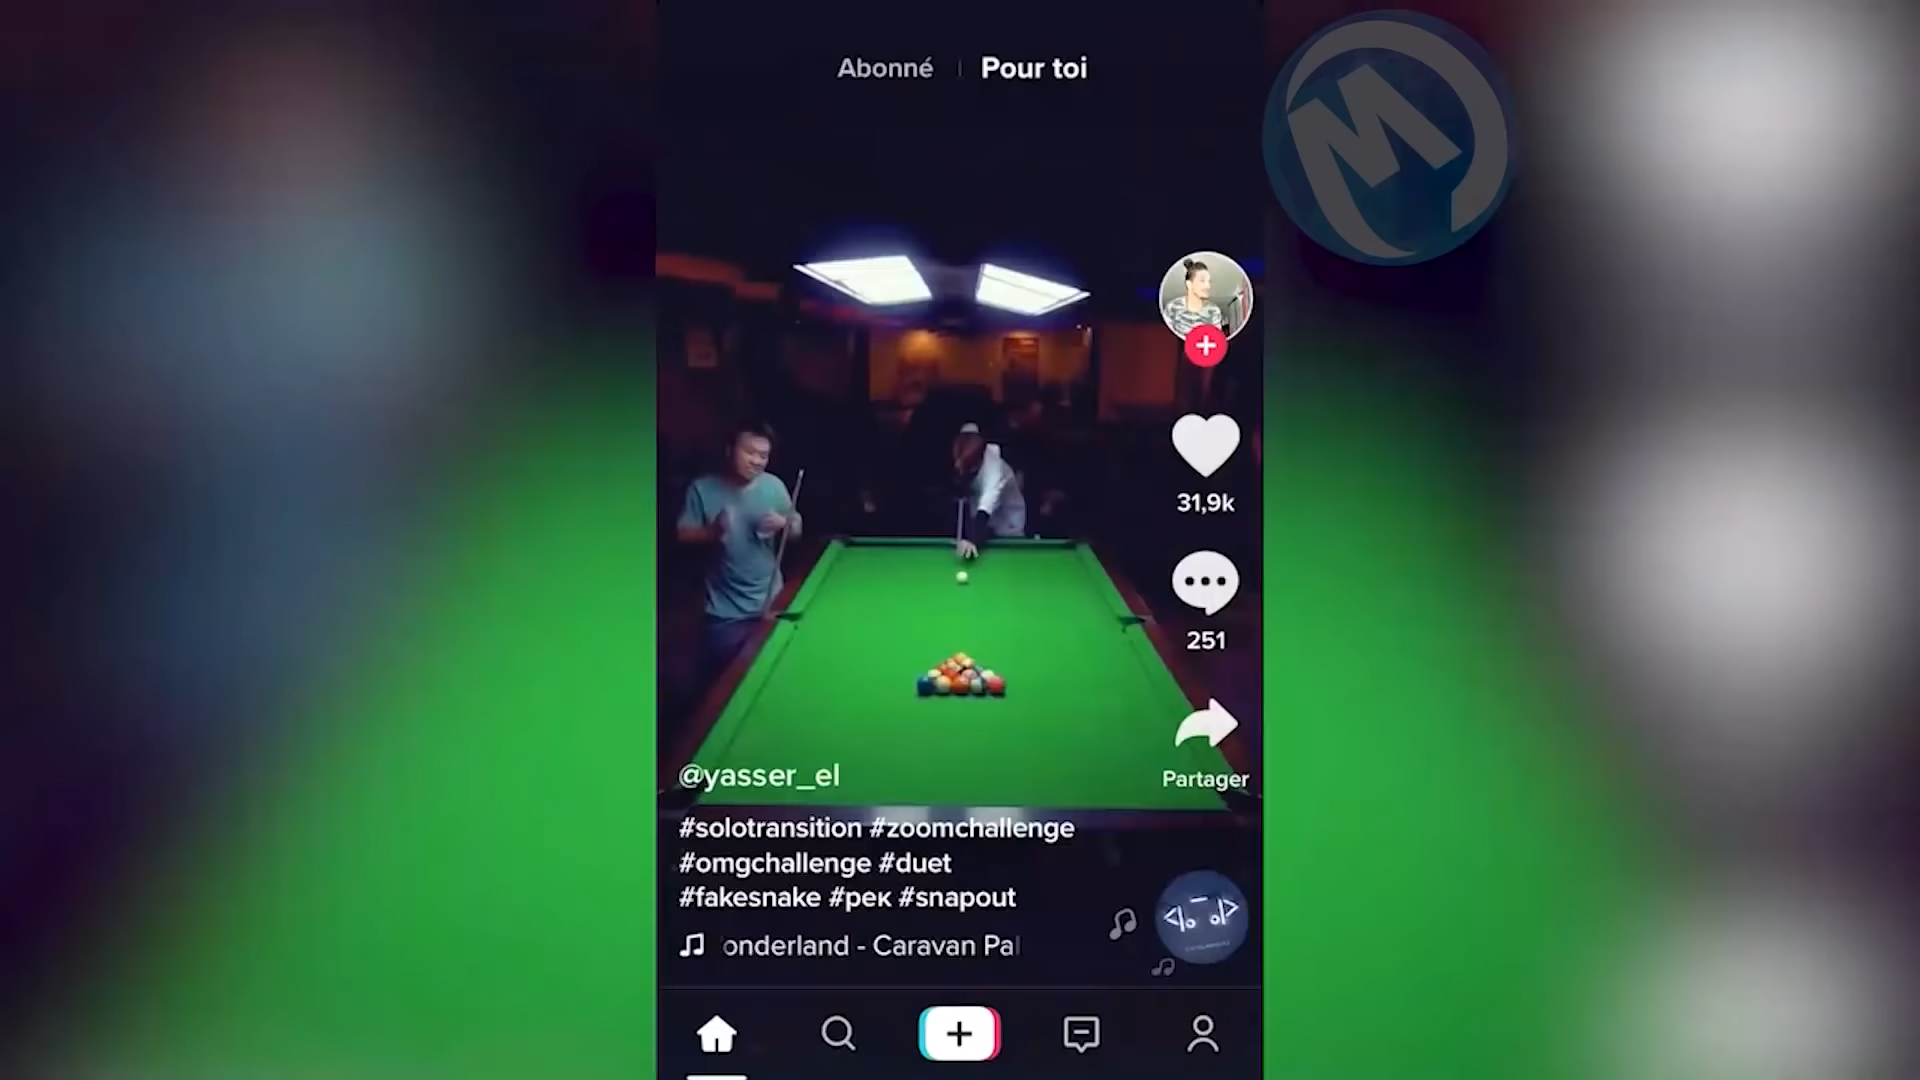 Abonné | Pour toi
31,9k
251
Partager
@yasser_el
#solotransition #zoomchallenge
#omgchallenge #duet
#fakesnake #рек #snapout
onderland - Caravan Pal